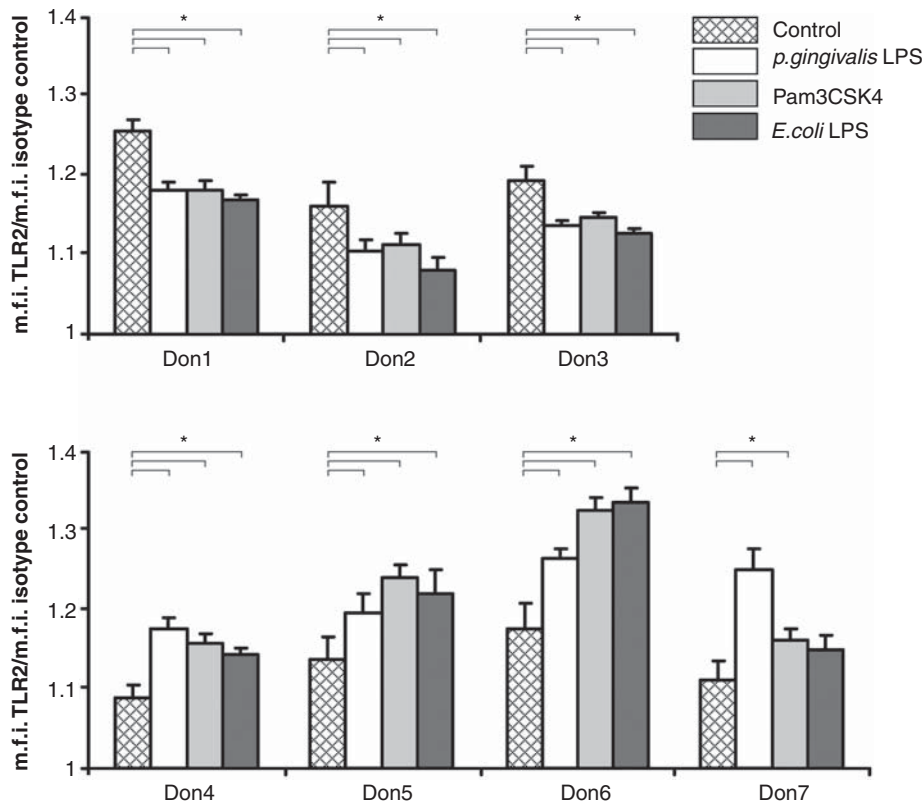 m.f.i. TLR2/m.f.i. isotype control
1.4
1.3
1.2
1.1
1
*
*
*
Control
p.gingivalis LPS
Pam3CSK4
E.coli LPS
Don1
Don2
Don3
m.f.i. TLR2/m.f.i. isotype control
1.4
1.3
1.2
1.1
1
*
*
*
*
Don4
Don5
Don6
Don7